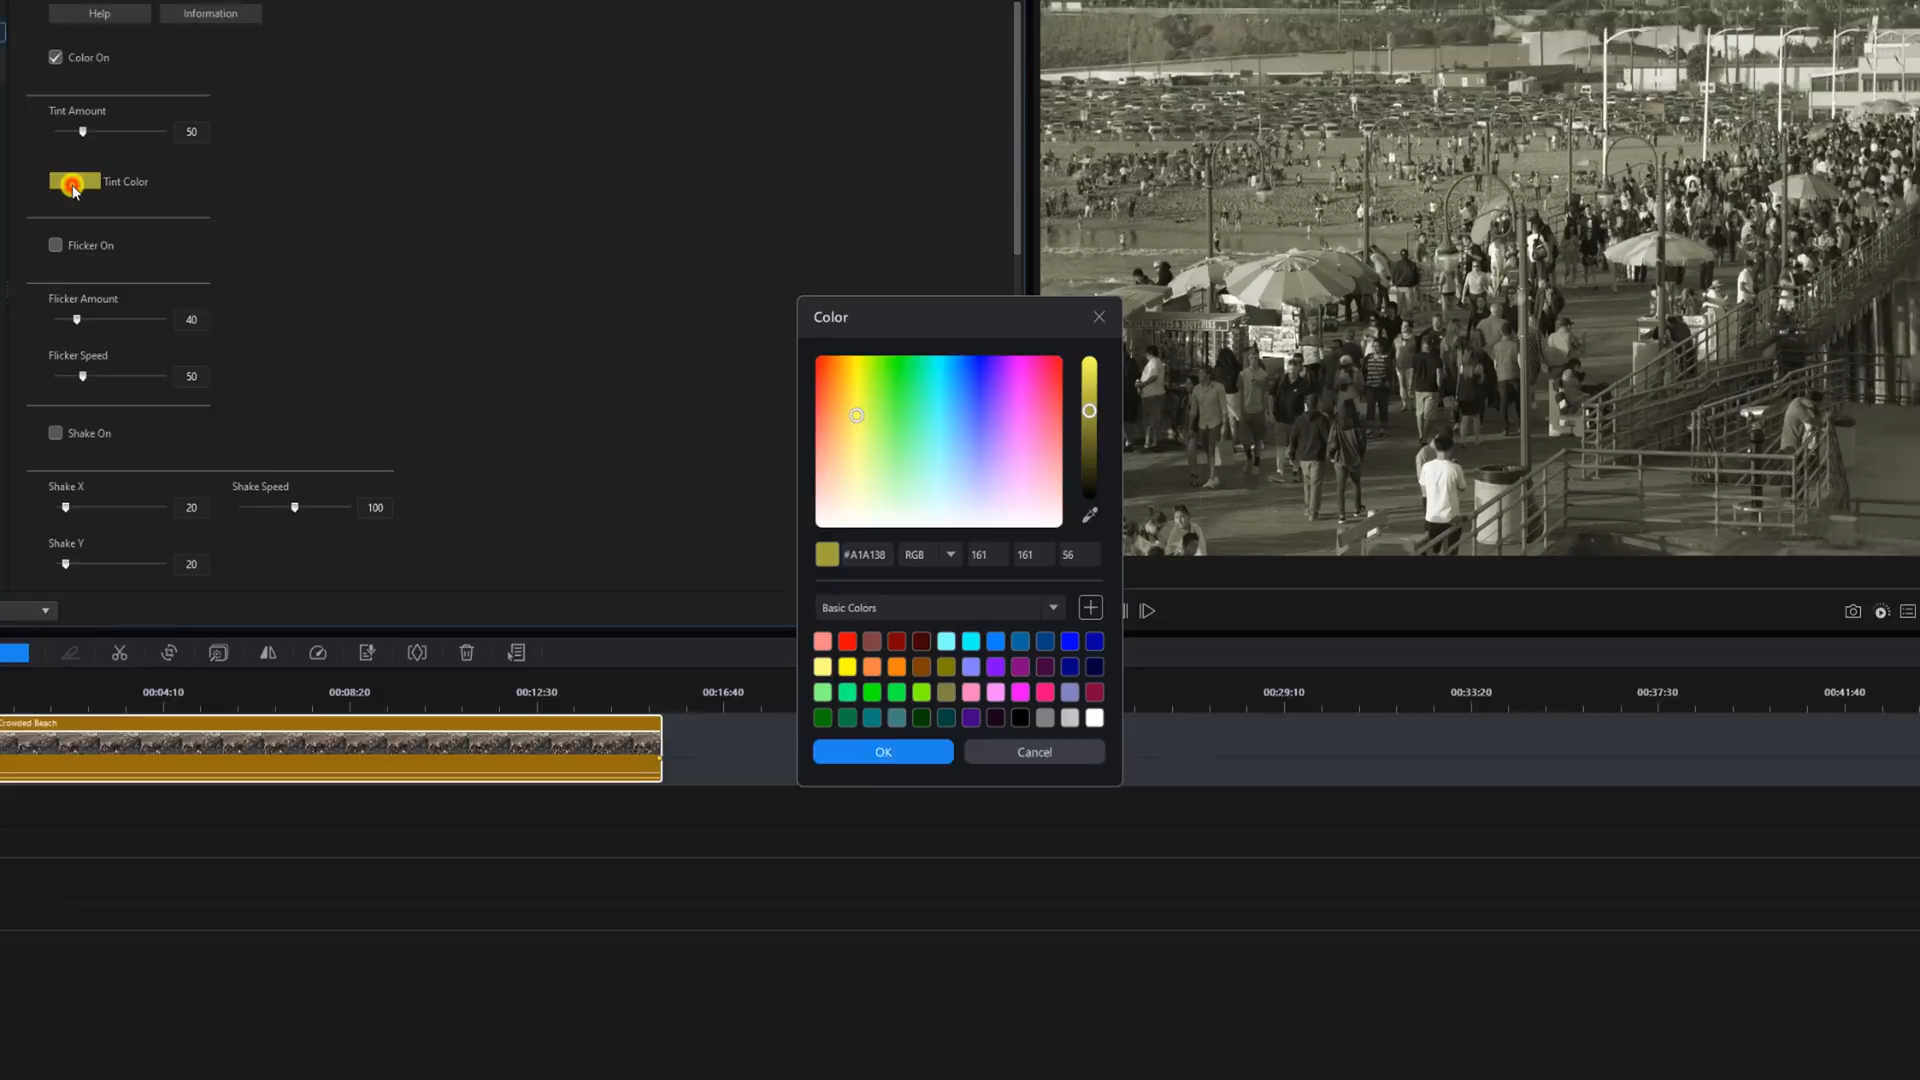 Help
Information
Color On
Tint Amount
50
Tint Color
Flicker On
Flicker Amount
40
Flicker Speed
50
Shake On
Shake X
20
Shake Speed
100
Shake Y
20
Color
#A1A138
RGB
161
161
56
Basic Colors
OK
Cancel
00:04:10
00:08:20
00:12:30
00:16:40
00:29:10
00:33:20
00:37:30
00:41:40
Crowded Beach